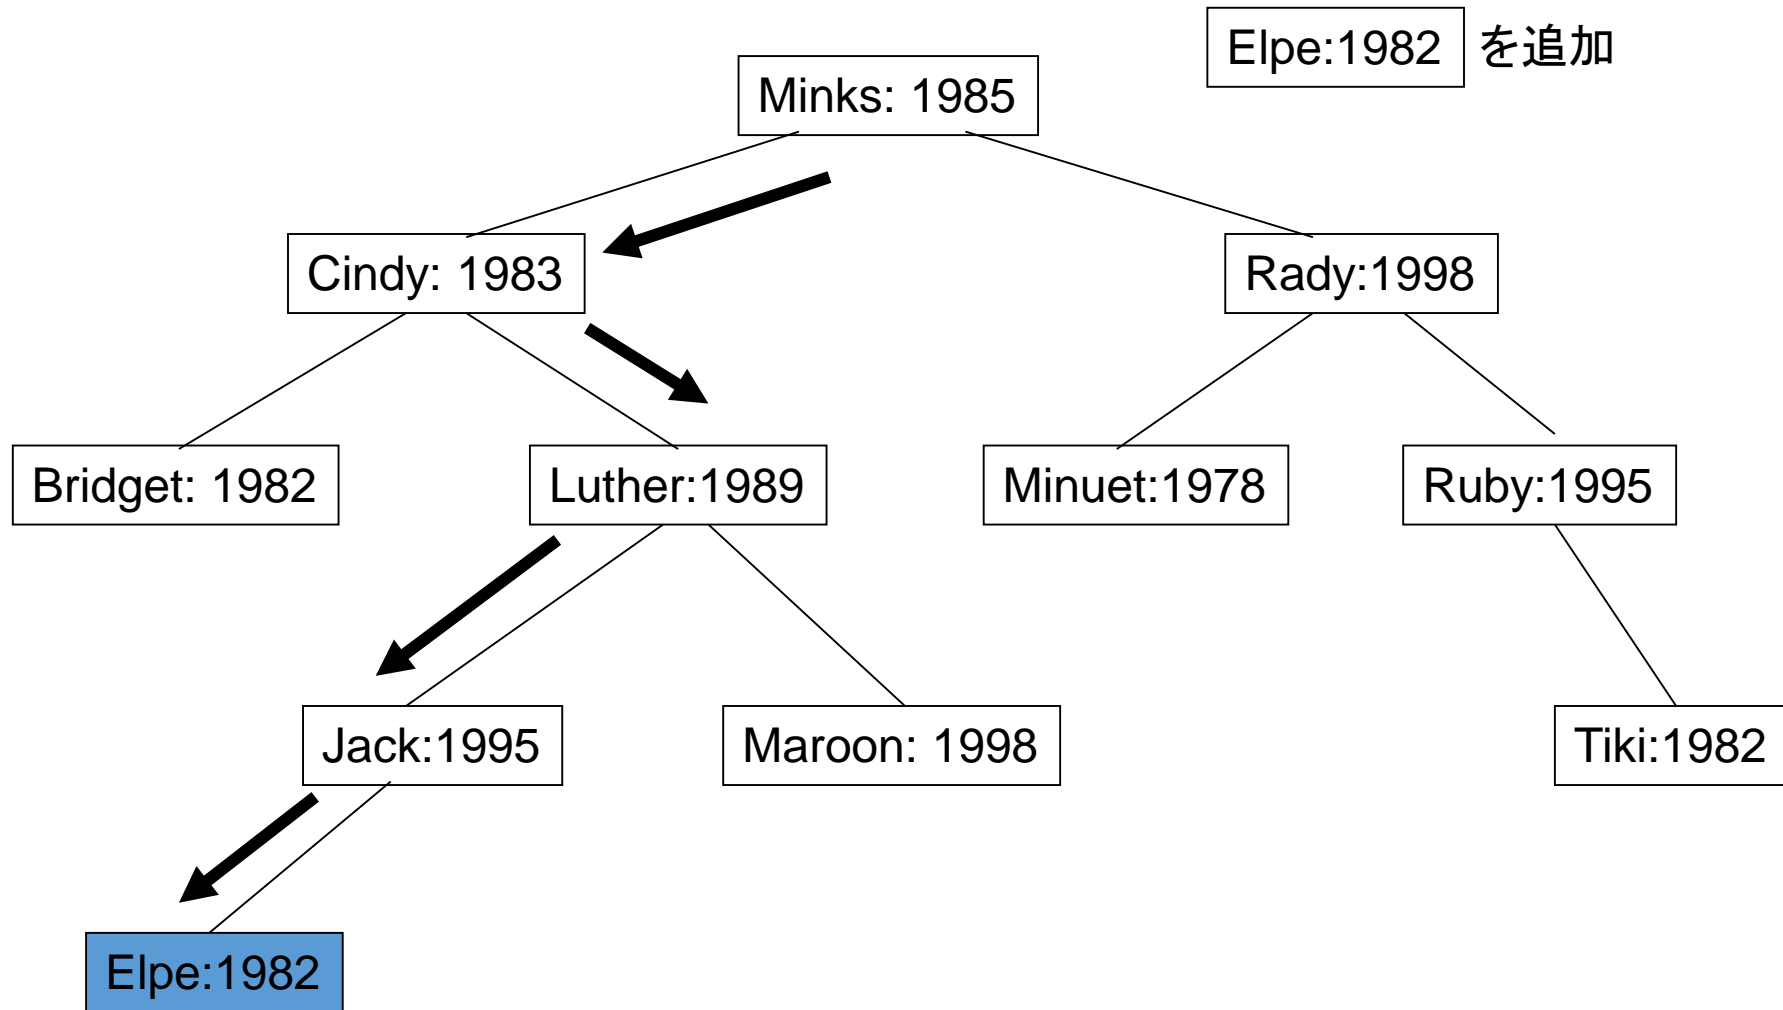 Elpe:1982 を追加
Minks: 1985
Cindy: 1983
Rady:1998
Bridget: 1982
Luther:1989
Minuet:1978
Ruby:1995
Jack:1995
Maroon: 1998
Tiki:1982
Elpe:1982